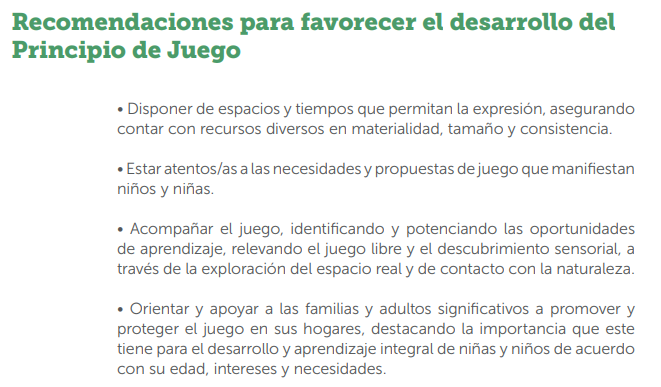 Recomendaciones para favorecer el desarrollo del
Principio de Juego
• Disponer de espacios y tiempos que permitan la expresión, asegurando
contar con recursos diversos en materialidad, tamaño y consistencia.
• Estar atentos/as a las necesidades y propuestas de juego que manifiestan
niños y niñas.
• Acompañar el juego, identificando y potenciando las oportunidades
de aprendizaje, relevando el juego libre y el descubrimiento sensorial, a
través de la exploración del espacio real y de contacto con la naturaleza.
• Orientar y apoyar a las familias y adultos significativos a promover y
proteger el juego en sus hogares, destacando la importancia que este
tiene para el desarrollo y aprendizaje integral de niñas y niños de acuerdo
con su edad, intereses y necesidades.